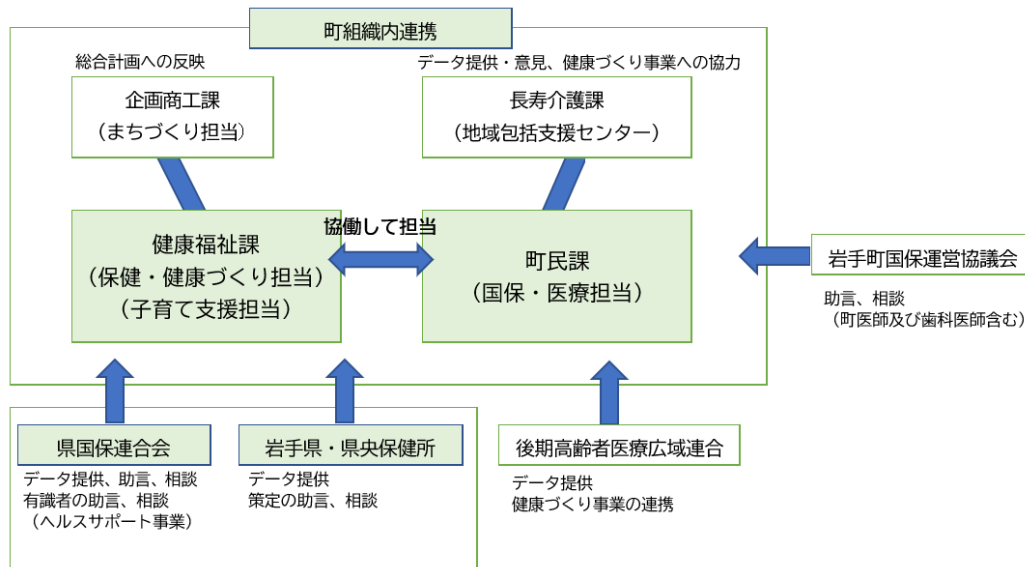 町組織内連携
総合計画への反映
データ提供・意見、健康づくり事業への協力
企画商工課
（まちづくり担当）
長寿介護課
（地域包括支援センター）
協働して担当
健康福祉課
（保健・健康づくり担当）
（子育て支援担当）
町民課
（国保・医療担当）
岩手町国保運営協議会
助言、相談
（町医師及び歯科医師含む）
県国保連合会
データ提供、助言、相談
有識者の助言、相談
（ヘルスサポート事業）
岩手県・県央保健所
データ提供
策定の助言、相談
後期高齢者医療広域連合
データ提供
健康づくり事業の連携